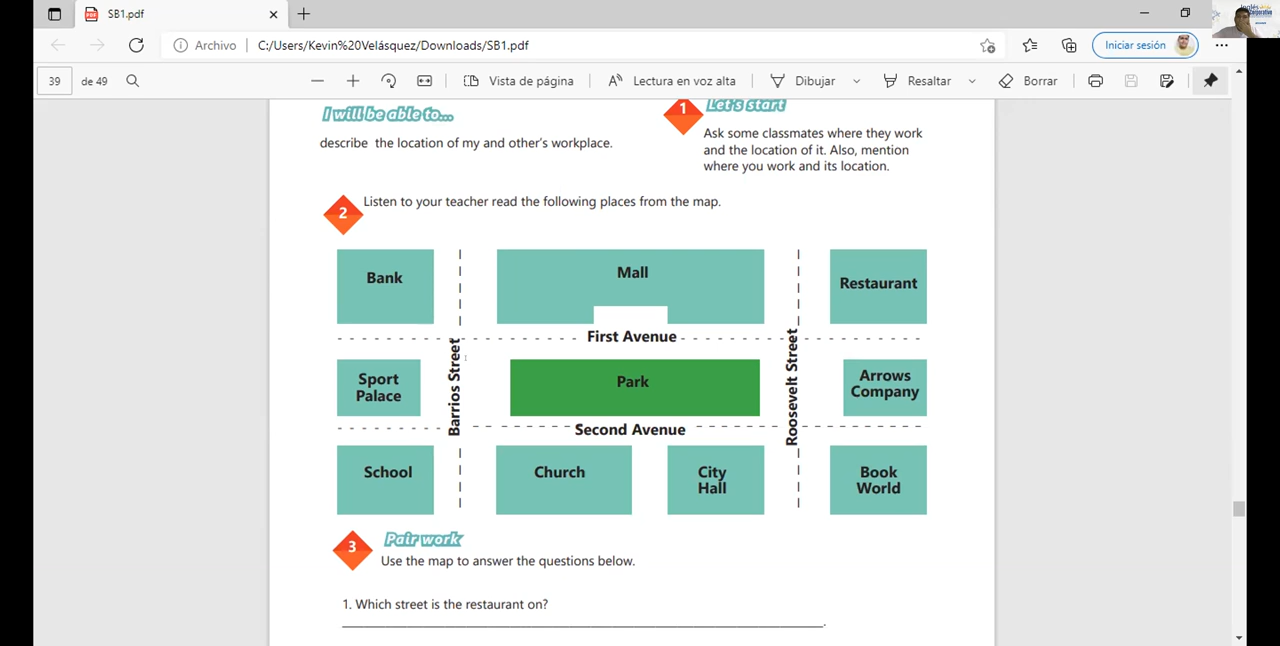 SB1.pdf
Archivo
C:/Users/Kevin%20Velásquez/Downloads/SB1.pdf
Iniciar sesión
39
de 49
Vista de página
Lectura en voz alta
Dibujar
Resaltar
Borrar
I will be able to...
describe the location of my and other's workplace.
1
Let's start
Ask some classmates where they work
and the location of it. Also, mention
where you work and its location.
2
Listen to your teacher read the following places from the map.
Bank
Mall
Restaurant
First Avenue
Barrios Street
Roosevelt Street
Sport
Palace
Park
Arrows
Company
Second Avenue
School
Church
City
Hall
Book
World
3
Pair work
Use the map to answer the questions below.
1. Which street is the restaurant on?